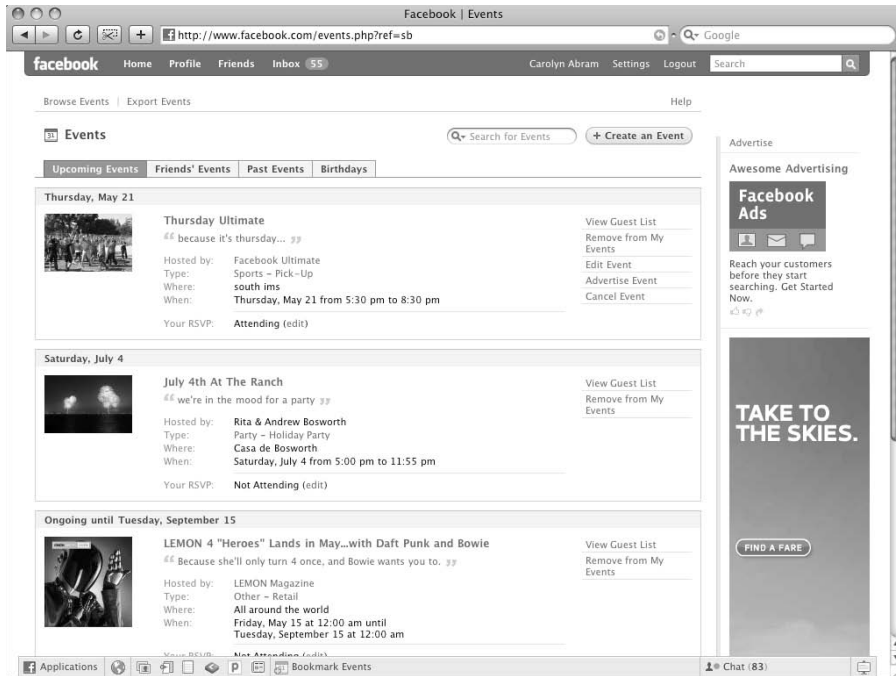 Facebook | Events
http://www.facebook.com/events.php?ref=sb
Google
facebook Home Profile Friends Inbox 55 Carolyn Abram Settings Logout Search
Browse Events | Export Events Help
31 Events Search for Events + Create an Event
Upcoming Events Friends' Events Past Events Birthdays
Thursday, May 21
Thursday Ultimate
“ because it's thursday... ”
Hosted by: Facebook Ultimate
Type: Sports – Pick-Up
Where: south ims
When: Thursday, May 21 from 5:30 pm to 8:30 pm
Your RSVP: Attending (edit)
View Guest List
Remove from My
Events
Edit Event
Advertise Event
Cancel Event
Saturday, July 4
July 4th At The Ranch
“ we're in the mood for a party ”
Hosted by: Rita & Andrew Bosworth
Type: Party – Holiday Party
Where: Casa de Bosworth
When: Saturday, July 4 from 5:00 pm to 11:55 pm
Your RSVP: Not Attending (edit)
View Guest List
Remove from My
Events
Ongoing until Tuesday, September 15
LEMON 4 "Heroes" Lands in May...with Daft Punk and Bowie
“ Because she'll only turn 4 once, and Bowie wants you to. ”
Hosted by: LEMON Magazine
Type: Other – Retail
Where: All around the world
When: Friday, May 15 at 12:00 am until
Tuesday, September 15 at 12:00 am
Your RSVP: Not Attending (edit)
View Guest List
Remove from My
Events
Advertise
Awesome Advertising
Facebook
Ads
Reach your customers
before they start
searching. Get Started
Now.
TAKE TO
THE SKIES.
FIND A FARE
Applications P Bookmark Events Chat (83)